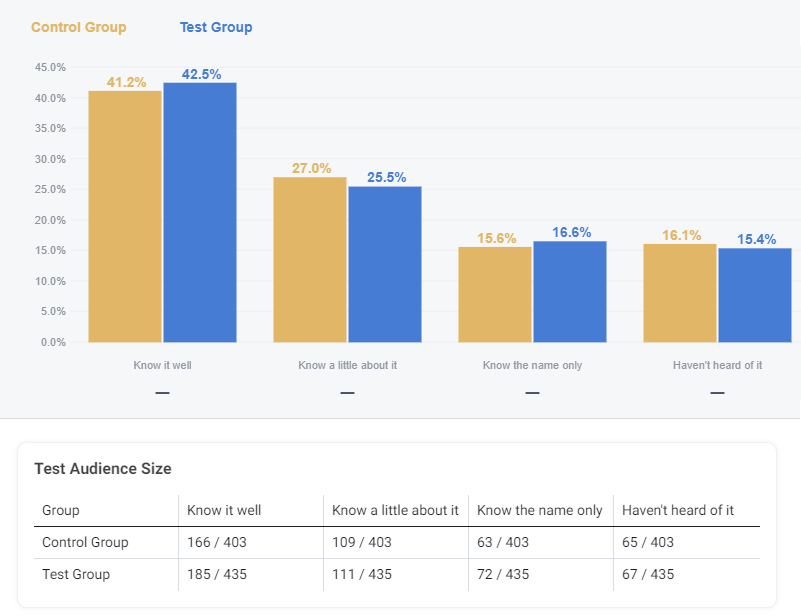 Control Group Test Group
45.0%
40.0%
35.0%
30.0%
25.0%
20.0%
15.0%
10.0%
5.0%
0.0%
41.2% 42.5%
27.0% 25.5%
15.6% 16.6%
16.1% 15.4%
Know it well Know a little about it Know the name only Haven't heard of it
— — — —
Test Audience Size
Group Know it well Know a little about it Know the name only Haven't heard of it
Control Group 166 / 403 109 / 403 63 / 403 65 / 403
Test Group 185 / 435 111 / 435 72 / 435 67 / 435